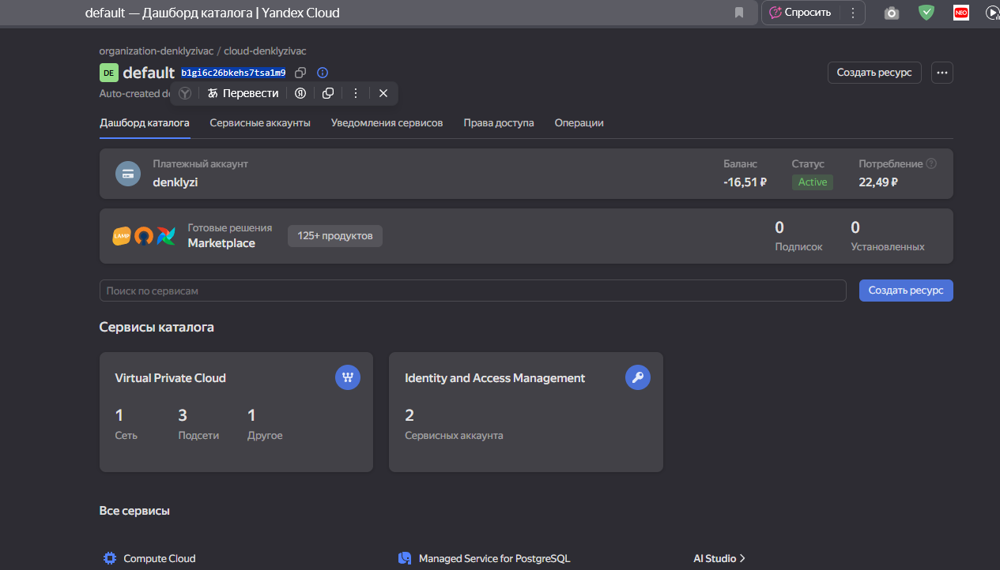 default — Дашборд каталога | Yandex Cloud
Спросить
NEO
organization-denklyzivac / cloud-denklyzivac
DE default b1gi6c26bkehs7tsa1m9
Создать ресурс
Auto-created de
Перевести
Дашборд каталога Сервисные аккаунты Уведомления сервисов Права доступа Операции
Платежный аккаунт
denklyzi
Баланс Статус Потребление
-16,51 ₽ Active 22,49 ₽
LAMP
Готовые решения
Marketplace
125+ продуктов
0 0
Подписок Установленных
Поиск по сервисам
Создать ресурс
Сервисы каталога
Virtual Private Cloud
1 3 1
Сеть Подсети Другое
Identity and Access Management
2
Сервисных аккаунта
Все сервисы
Compute Cloud
Managed Service for PostgreSQL
AI Studio